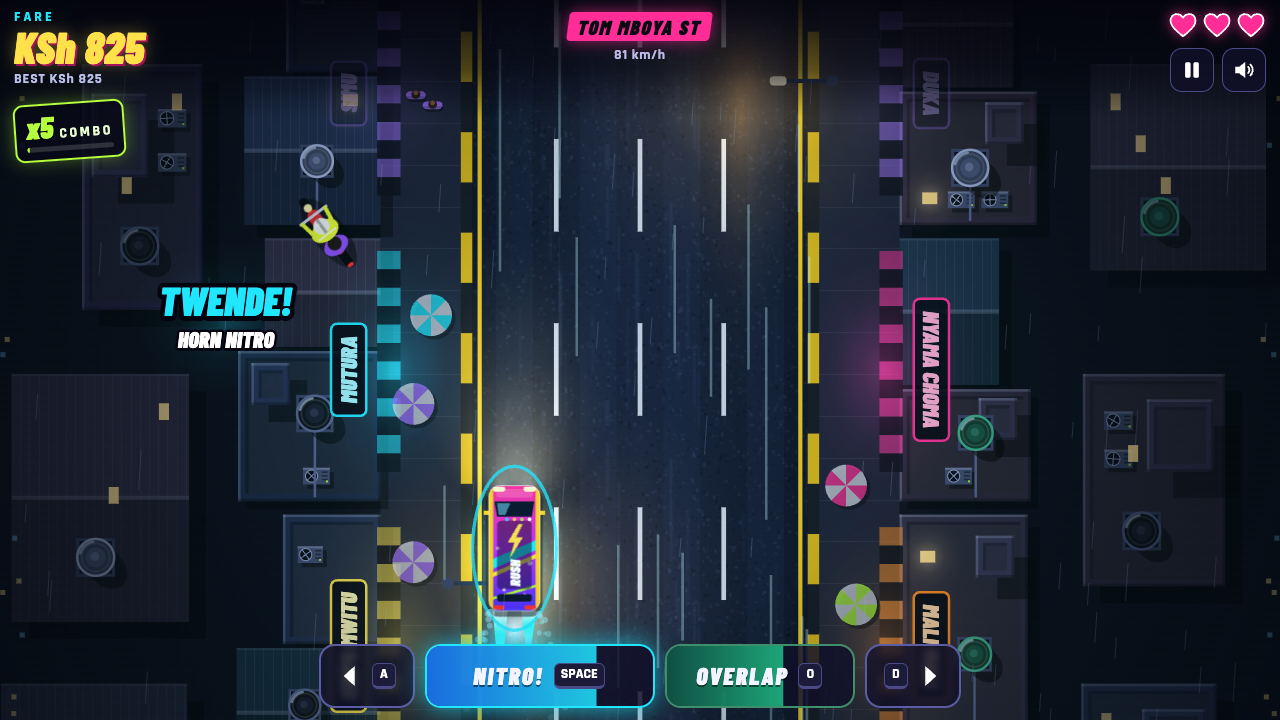 FARE
KSh 825
BEST KSh 825
x5 COMBO
TOM MBOYA ST
81 km/h
DUKA
TWENDE!
HORN NITRO
MUTURA
NYAMA CHOMA
RUSH
A
NITRO!
SPACE
OVERLAP
O
D